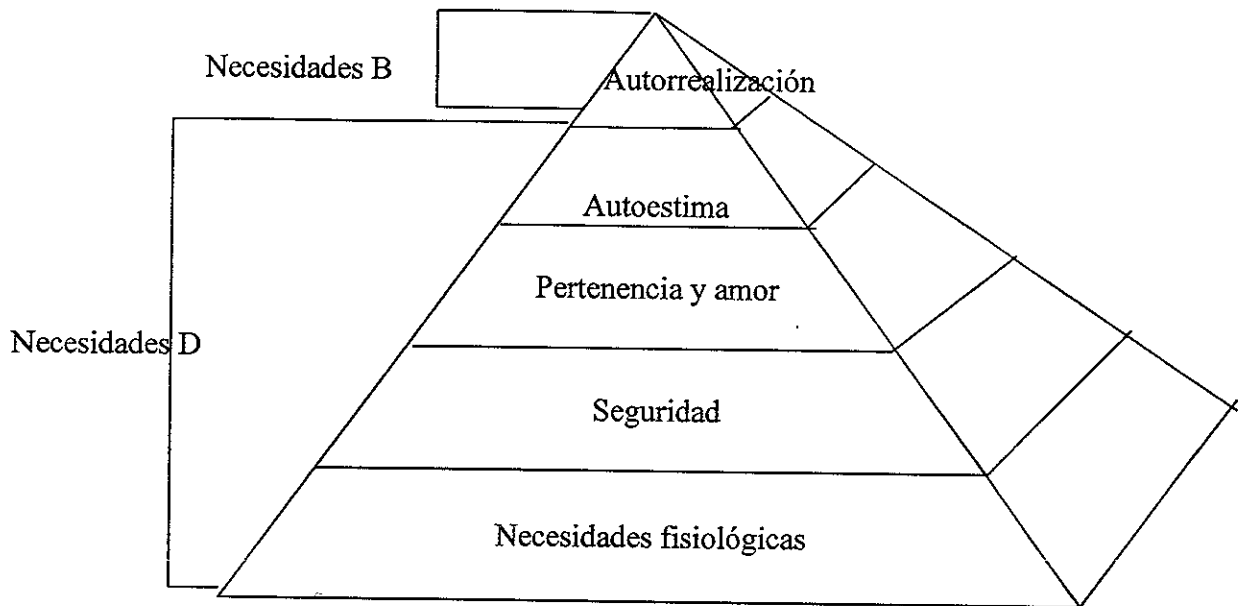 Necesidades B
Autorrealización
Autoestima
Pertenencia y amor
Necesidades D
Seguridad
Necesidades fisiológicas